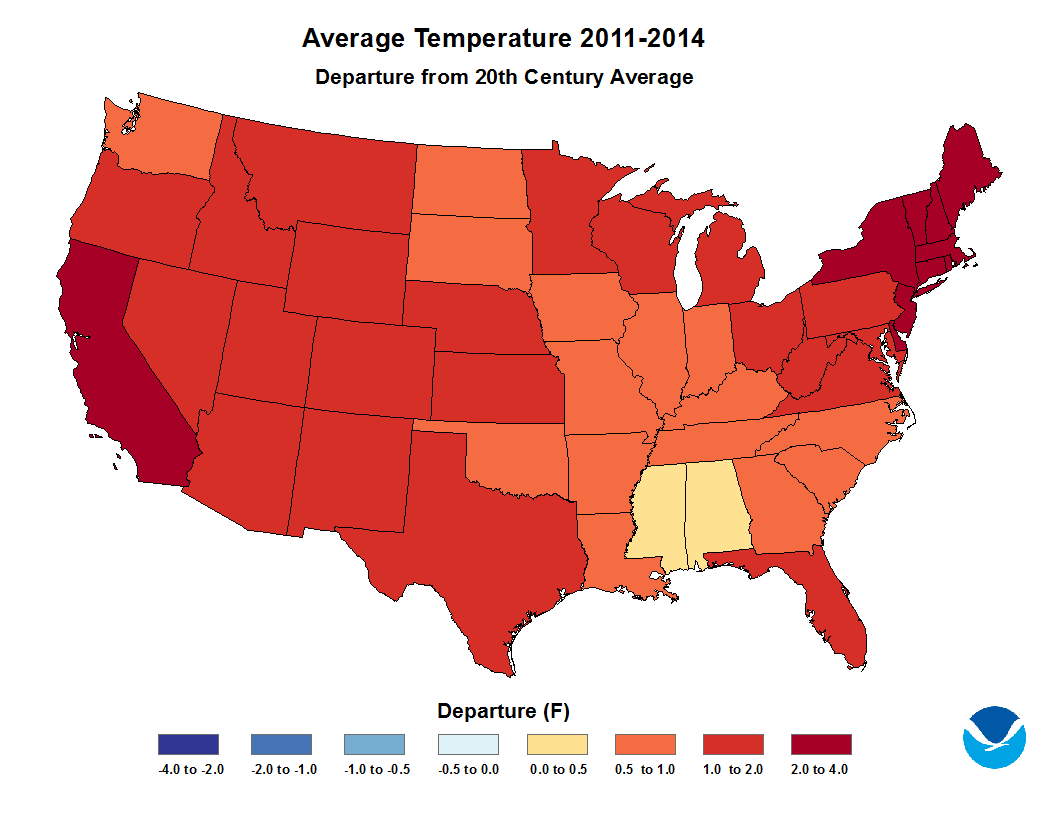 Average Temperature 2011-2014
Departure from 20th Century Average
Departure (F)
-4.0 to -2.0 -2.0 to -1.0 -1.0 to -0.5 -0.5 to 0.0 0.0 to 0.5 0.5 to 1.0 1.0 to 2.0 2.0 to 4.0